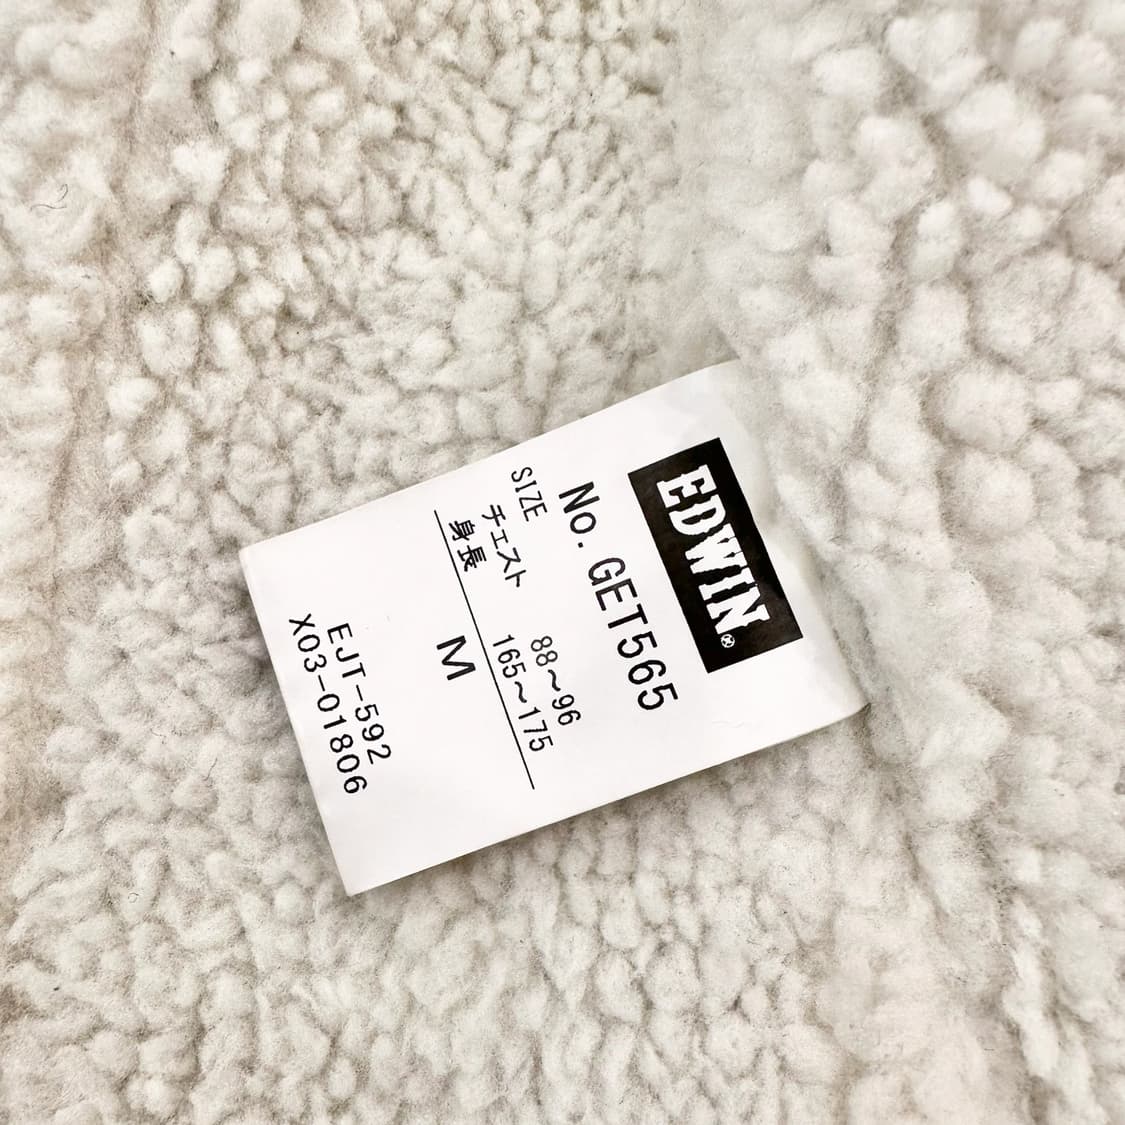 EDWIN®
No. GET565
SIZE
チェスト 88～96
身長 165～175
M
EJT-592
X03-01806